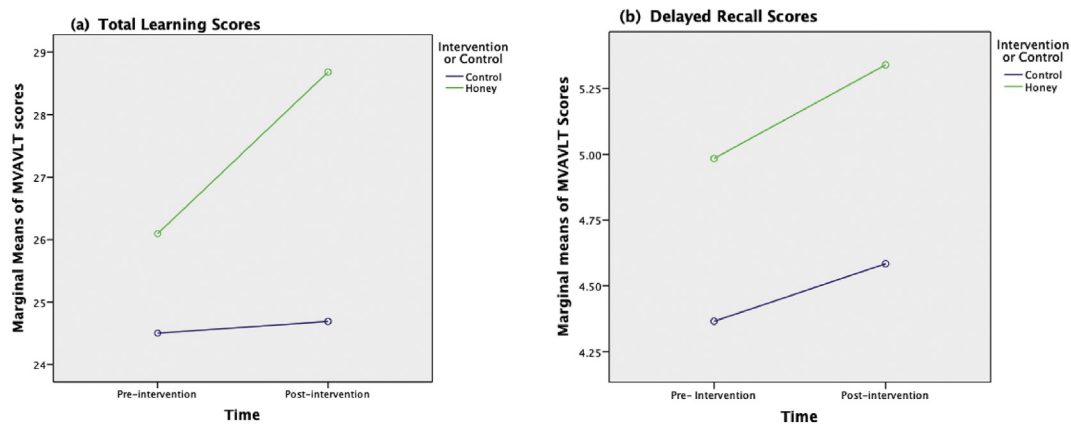 (a) Total Learning Scores
Marginal Means of MVAVLT scores
29
28
27
26
25
24
Pre-intervention
Post-intervention
Time
Intervention
or Control
Control
Honey
(b) Delayed Recall Scores
Marginal means of MVAVLT Scores
5.25
5.00
4.75
4.50
4.25
Pre- Intervention
Post-intervention
Time
Intervention
or Control
Control
Honey